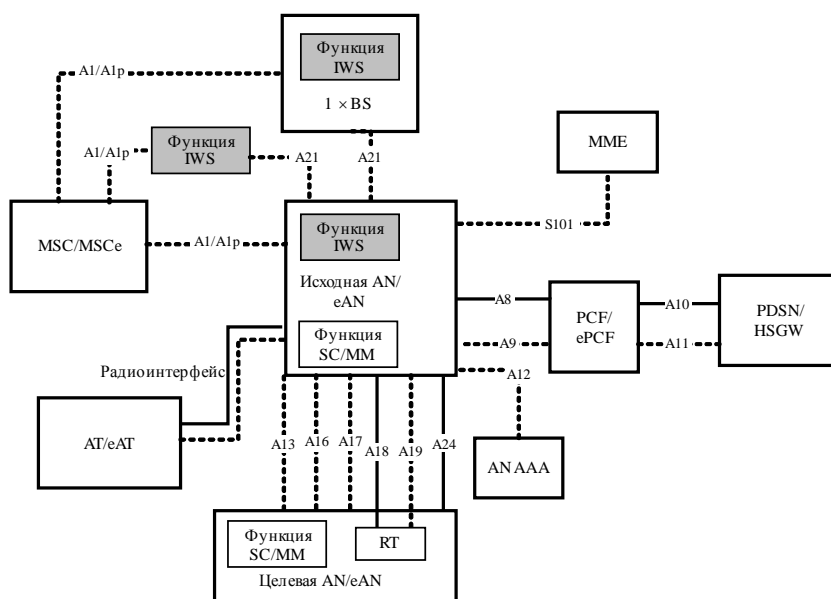 Функция
IWS
1 × BS
A1/A1p
A1/A1p
Функция
IWS
A21
A21
MME
MSC/MSCe
A1/A1p
Функция
IWS
S101
Исходная AN/
eAN
A8
PCF/
ePCF
A10
PDSN/
HSGW
A9
A11
Функция
SC/MM
A12
Радиоинтерфейс
AT/eAT
A13
A16
A17
A18
A19
A24
AN AAA
Функция
SC/MM
RT
Целевая AN/eAN